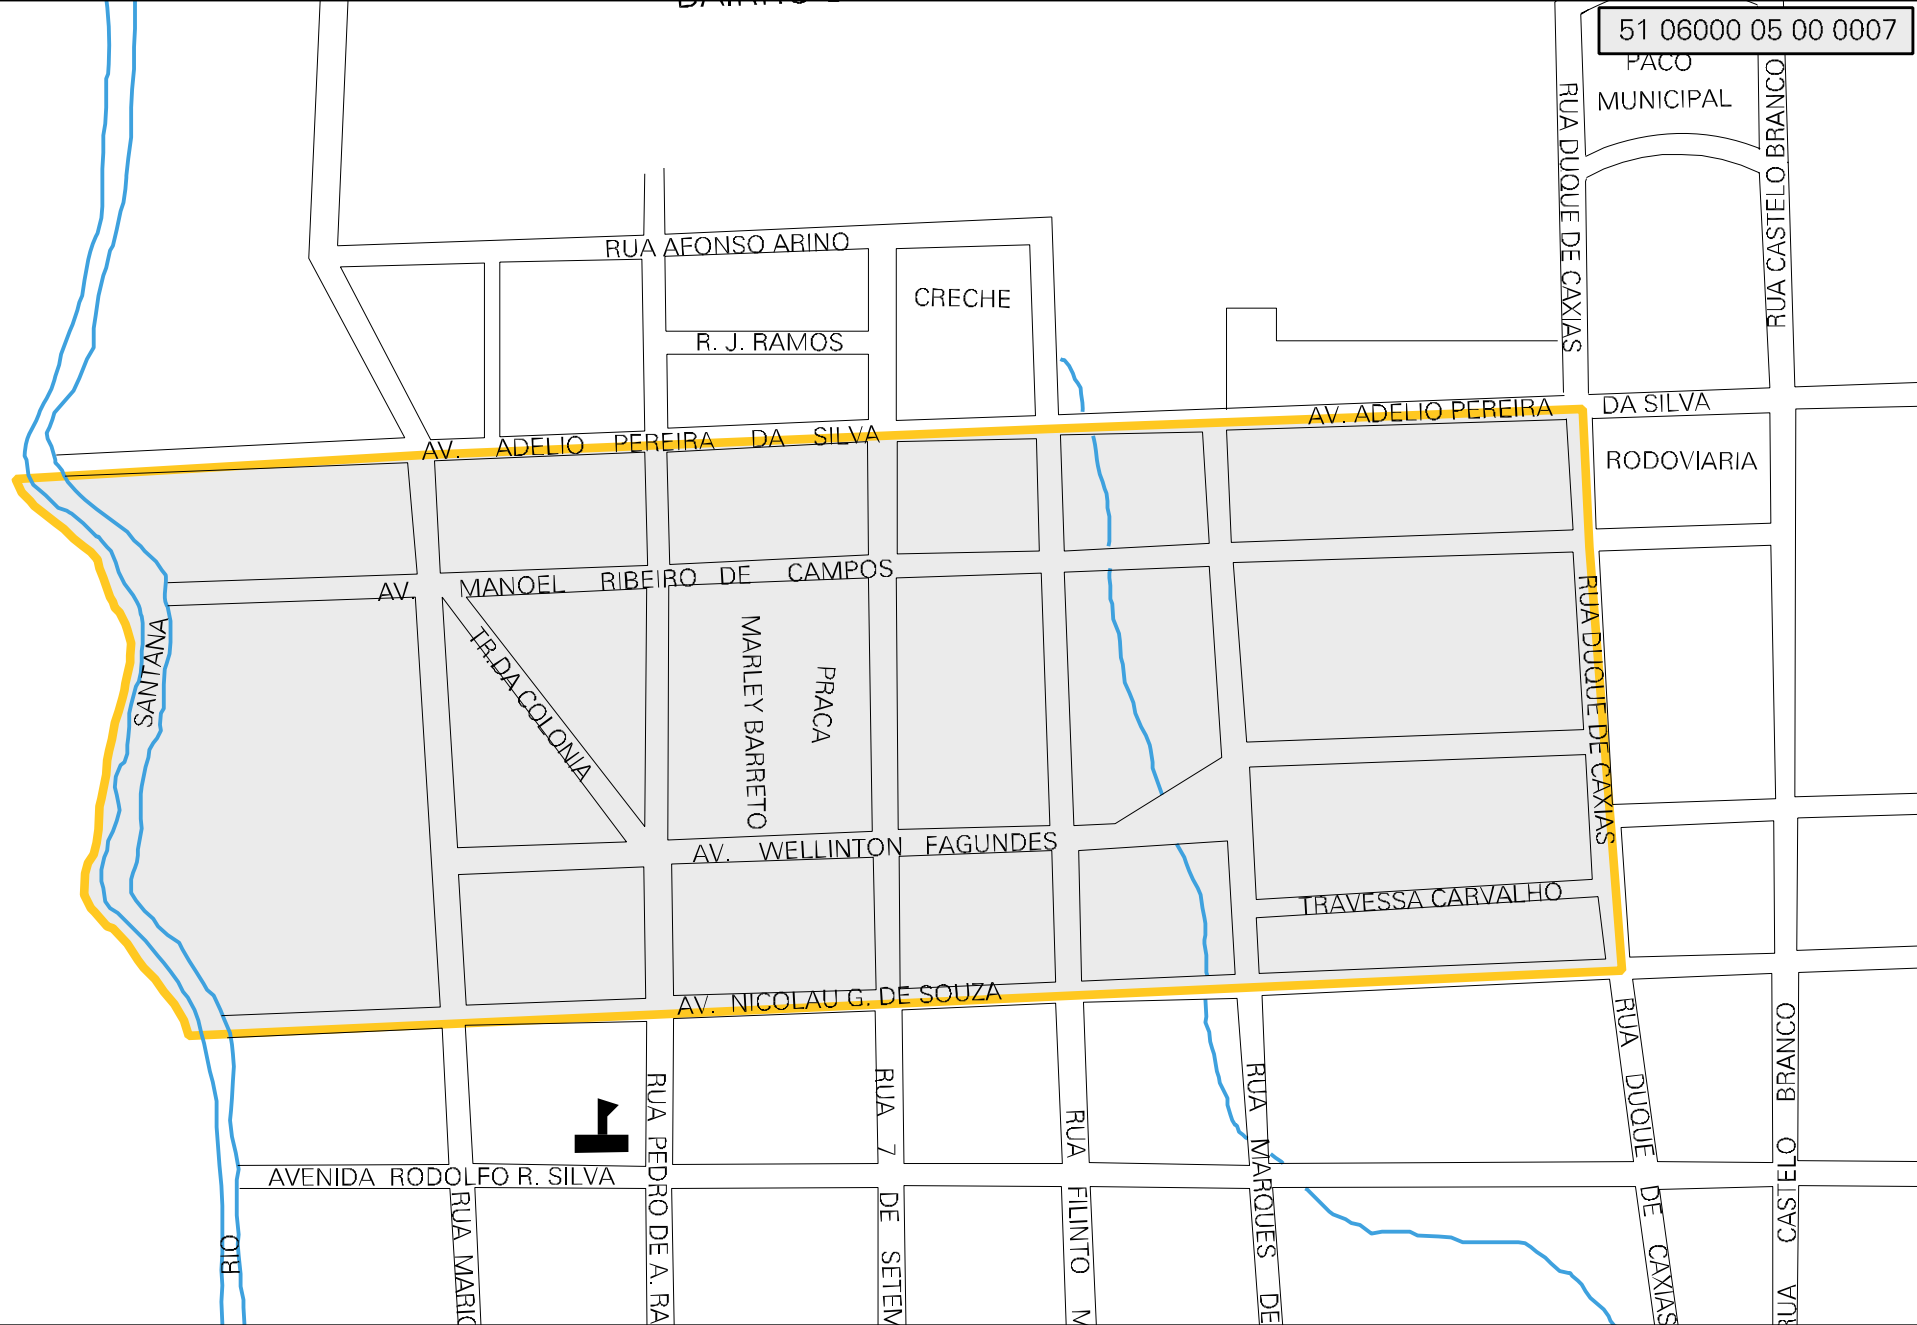 51 06000 05 00 0007
PACO
MUNICIPAL
RUA DUQUE DE CAXIAS
RUA CASTELO BRANCO
RUA AFONSO ARINO
CRECHE
R. J. RAMOS
AV. ADELIO PEREIRA DA SILVA
AV. ADELIO PEREIRA DA SILVA
RODOVIARIA
AV. MANOEL RIBEIRO DE CAMPOS
TR.DA COLONIA
PRACA
MARLEY BARRETO
SANTANA
RUA DUQUE DE CAXIAS
AV. WELLINTON FAGUNDES
TRAVESSA CARVALHO
AV. NICOLAU G. DE SOUZA
RUA PEDRO DE A. RA
RUA 7 DE SETEM
RUA FILINTO
RUA MARQUES DE
RUA DUQUE DE CAXIAS
RUA CASTELO BRANCO
AVENIDA RODOLFO R. SILVA
RUA MARIO
RIO